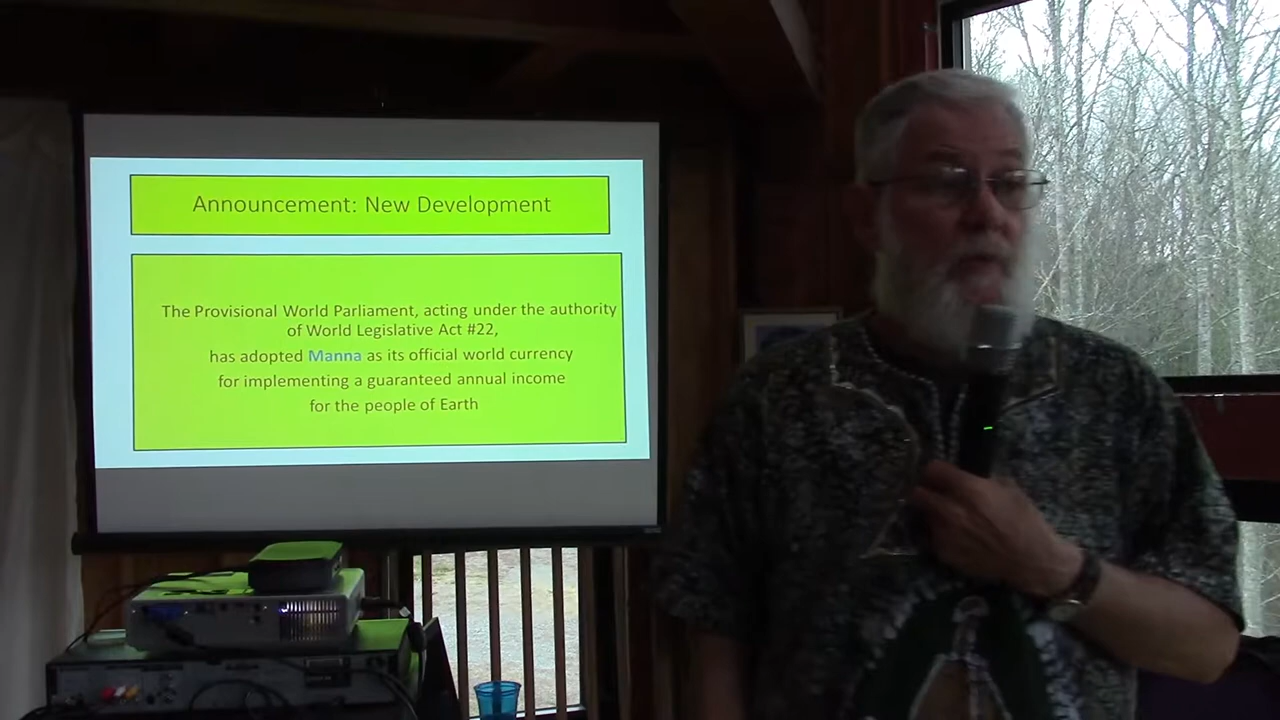 Announcement: New Development
The Provisional World Parliament, acting under the authority
of World Legislative Act #22,
has adopted Manna as its official world currency
for implementing a guaranteed annual income
for the people of Earth